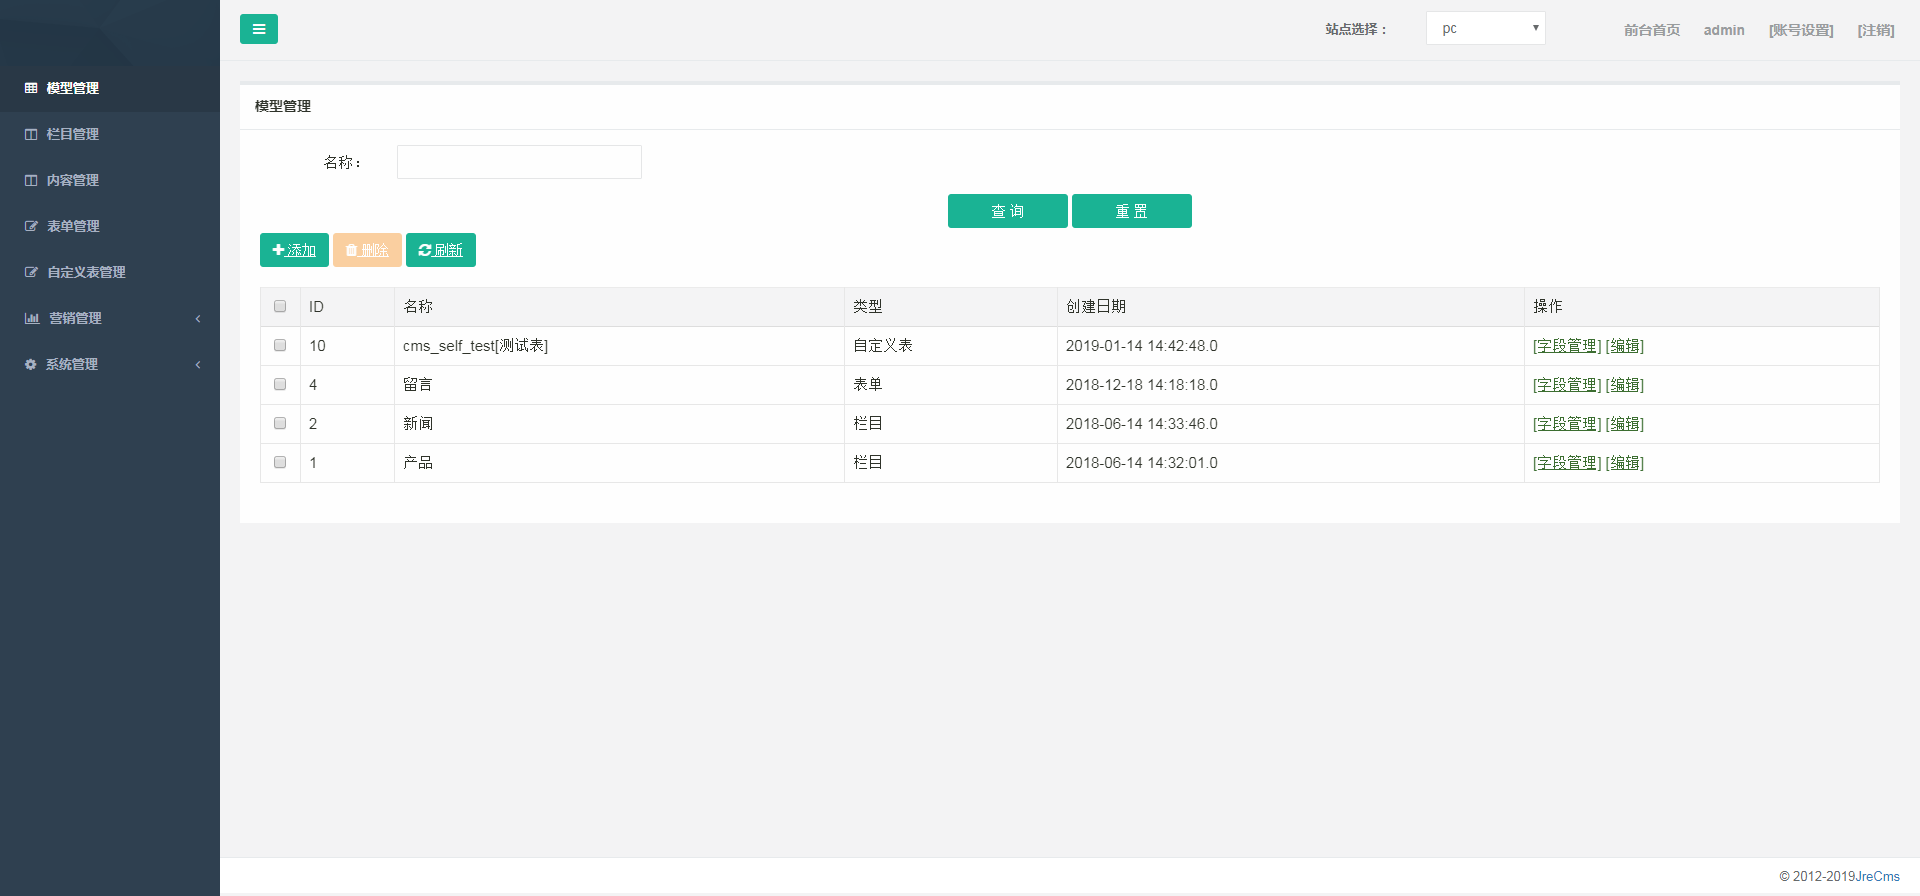 站点选择：
pc
前台首页 admin [账号设置] [注销]
模型管理
栏目管理
内容管理
表单管理
自定义表管理
营销管理
系统管理
模型管理
名称：
查 询 重 置
添加 删除 刷新
ID 名称 类型 创建日期 操作
10 cms_self_test[测试表] 自定义表 2019-01-14 14:42:48.0 [字段管理] [编辑]
4 留言 表单 2018-12-18 14:18:18.0 [字段管理] [编辑]
2 新闻 栏目 2018-06-14 14:33:46.0 [字段管理] [编辑]
1 产品 栏目 2018-06-14 14:32:01.0 [字段管理] [编辑]
© 2012-2019JreCms